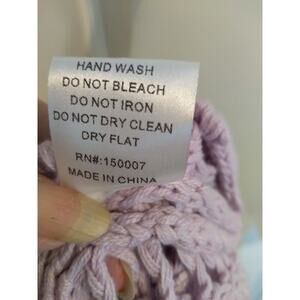 HAND WASH
DO NOT BLEACH
DO NOT IRON
DO NOT DRY CLEAN
DRY FLAT
RN#:150007
MADE IN CHINA